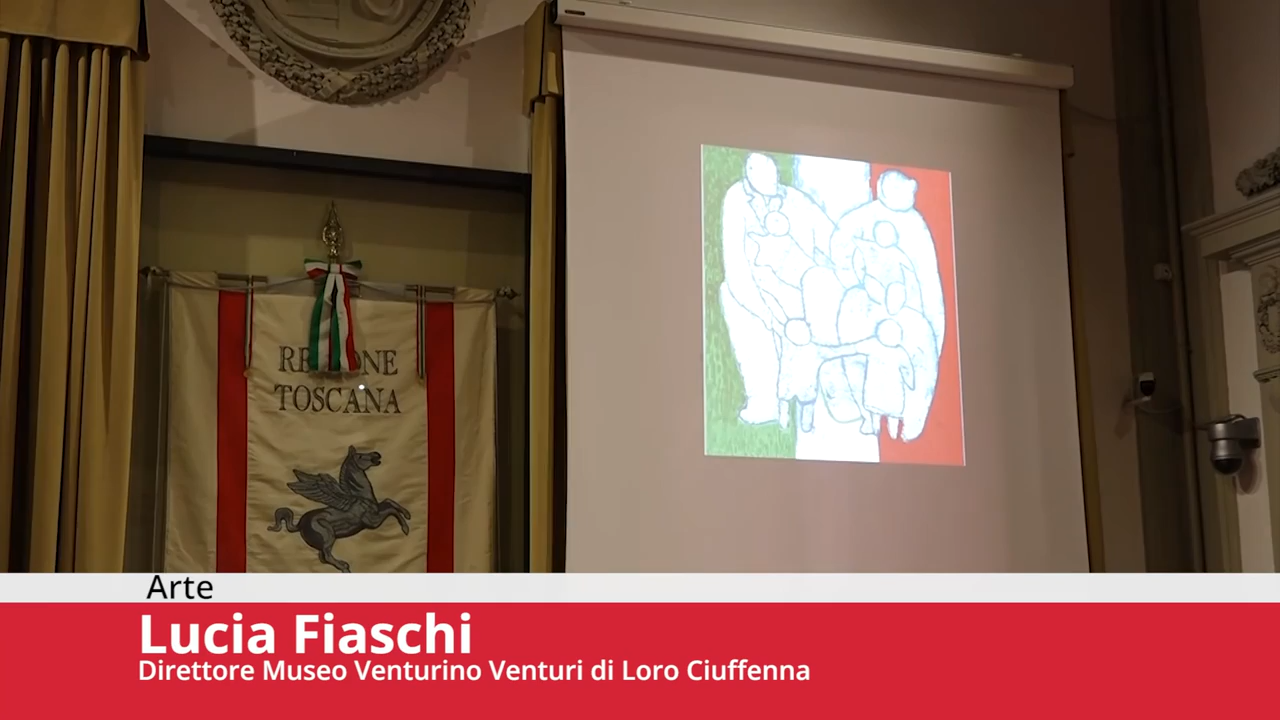 REGIONE
TOSCANA
Arte
Lucia Fiaschi
Direttore Museo Venturino Venturi di Loro Ciuffenna